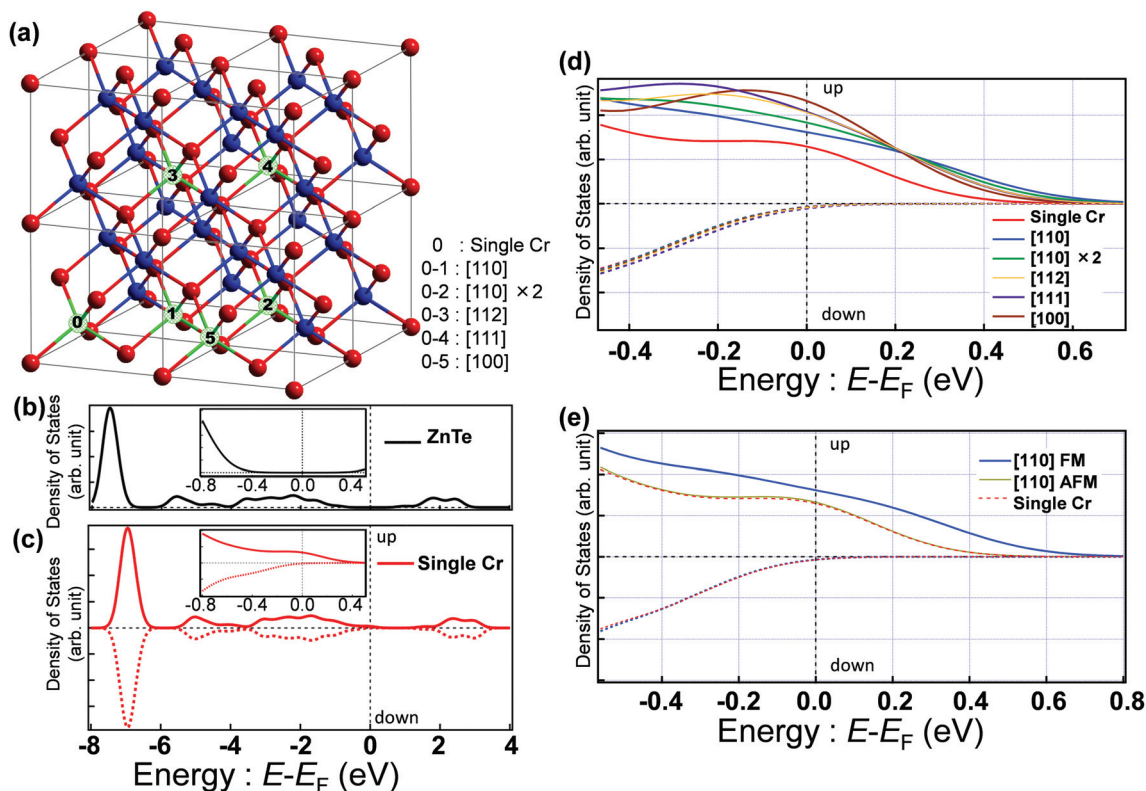 (a)
3
4
0
1
2
5
0 : Single Cr
0-1 : [110]
0-2 : [110] ×2
0-3 : [112]
0-4 : [111]
0-5 : [100]
(b)
Density of States
(arb. unit)
ZnTe
-0.8 -0.4 0.0 0.4
(c)
Density of States
(arb. unit)
up
Single Cr
-0.8 -0.4 0.0 0.4
down
-8 -6 -4 -2 0 2 4
Energy : E-EF (eV)
(d)
Density of States (arb. unit)
up
Single Cr
[110]
[110] ×2
[112]
[111]
[100]
down
-0.4 -0.2 0.0 0.2 0.4 0.6
Energy : E-EF (eV)
(e)
Density of States (arb. unit)
up
[110] FM
[110] AFM
Single Cr
down
-0.4 -0.2 0.0 0.2 0.4 0.6 0.8
Energy : E-EF (eV)